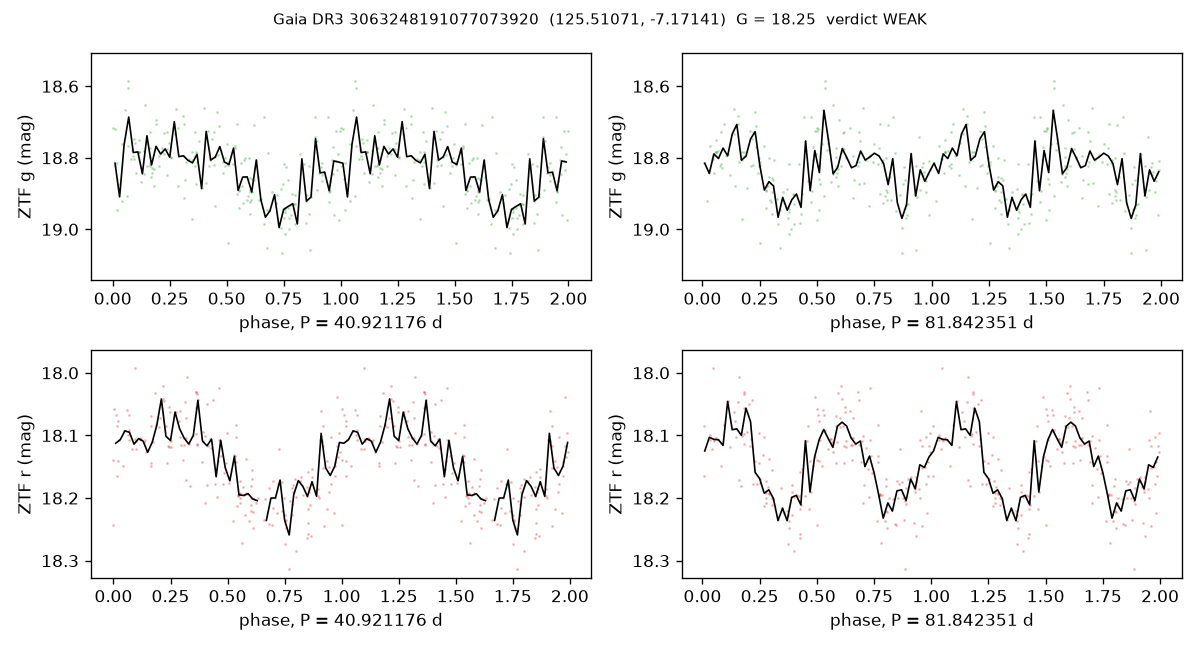 Gaia DR3 3063248191077073920  (125.51071, -7.17141)  G = 18.25  verdict WEAK
ZTF g (mag)
18.6
18.8
19.0
0.00 0.25 0.50 0.75 1.00 1.25 1.50 1.75 2.00
phase, P = 40.921176 d
ZTF g (mag)
18.6
18.8
19.0
0.00 0.25 0.50 0.75 1.00 1.25 1.50 1.75 2.00
phase, P = 81.842351 d
ZTF r (mag)
18.0
18.1
18.2
18.3
0.00 0.25 0.50 0.75 1.00 1.25 1.50 1.75 2.00
phase, P = 40.921176 d
ZTF r (mag)
18.0
18.1
18.2
18.3
0.00 0.25 0.50 0.75 1.00 1.25 1.50 1.75 2.00
phase, P = 81.842351 d